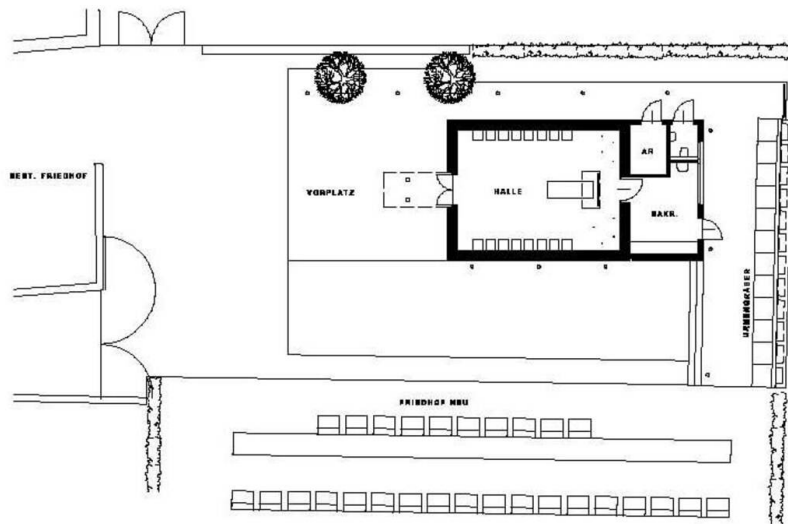 BEST. FRIEDHOF
VORPLATZ
HALLE
AR
SAKR.
URNENGRÄBER
FRIEDHOF NEU